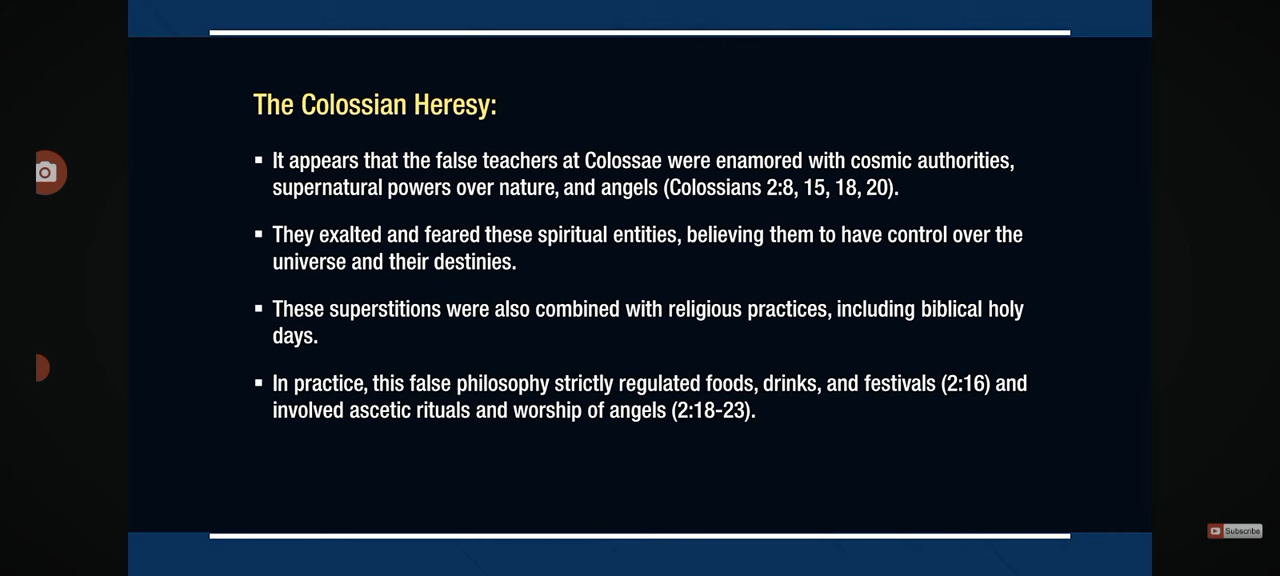 The Colossian Heresy:
▪ It appears that the false teachers at Colossae were enamored with cosmic authorities,
supernatural powers over nature, and angels (Colossians 2:8, 15, 18, 20).
▪ They exalted and feared these spiritual entities, believing them to have control over the
universe and their destinies.
▪ These superstitions were also combined with religious practices, including biblical holy
days.
▪ In practice, this false philosophy strictly regulated foods, drinks, and festivals (2:16) and
involved ascetic rituals and worship of angels (2:18-23).
Subscribe